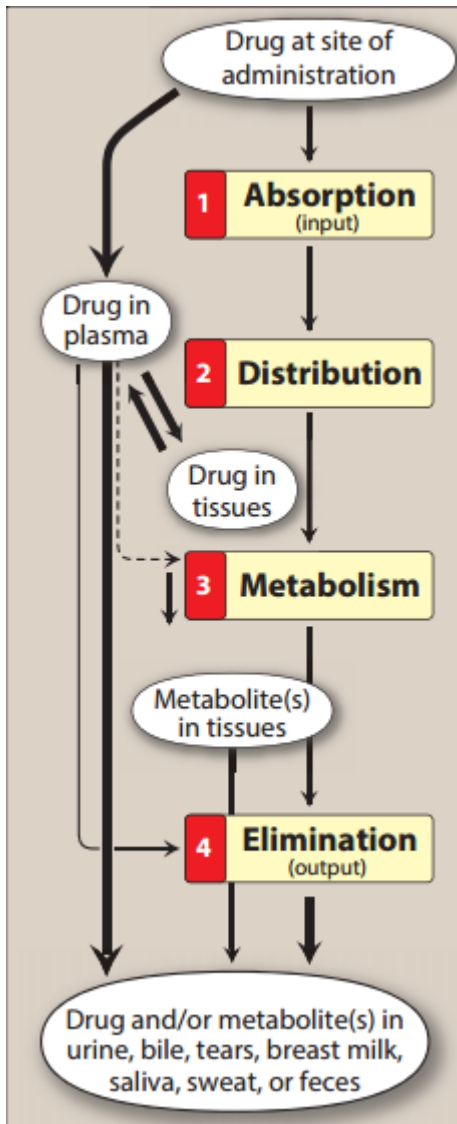 Drug at site of
administration
1
Absorption
(input)
Drug in
plasma
2
Distribution
Drug in
tissues
3
Metabolism
Metabolite(s)
in tissues
4
Elimination
(output)
Drug and/or metabolite(s) in
urine, bile, tears, breast milk,
saliva, sweat, or feces